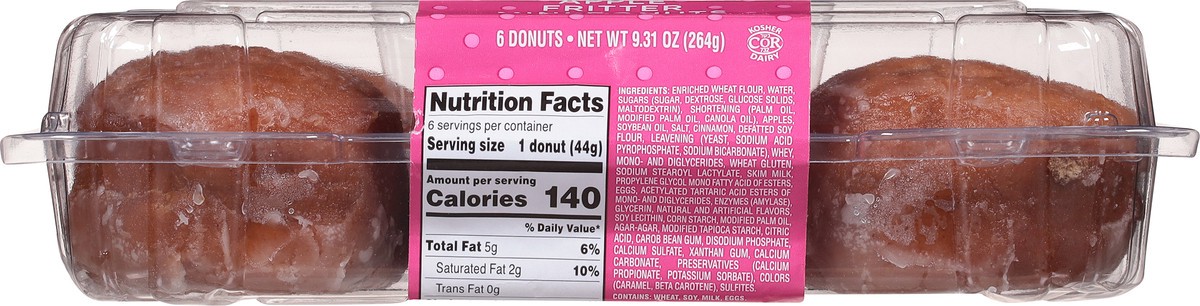 APPLE
FRITTER
6 DONUTS • NET WT 9.31 OZ (264g)
KOSHER
COR
DAIRY
Nutrition Facts
6 servings per container
Serving size 1 donut (44g)
Amount per serving
Calories 140
% Daily Value*
Total Fat 5g 6%
Saturated Fat 2g 10%
Trans Fat 0g
INGREDIENTS: ENRICHED WHEAT FLOUR, WATER,
SUGARS (SUGAR, DEXTROSE, GLUCOSE SOLIDS,
MALTODEXTRIN), SHORTENING (PALM OIL,
MODIFIED PALM OIL, CANOLA OIL), APPLES,
SOYBEAN OIL, SALT, CINNAMON, DEFATTED SOY
FLOUR, LEAVENING (YEAST, SODIUM ACID
PYROPHOSPHATE, SODIUM BICARBONATE), WHEY,
MONO- AND DIGLYCERIDES, WHEAT GLUTEN,
SODIUM STEAROYL LACTYLATE, SKIM MILK,
PROPYLENE GLYCOL MONO FATTY ACID OF ESTERS,
EGGS, ACETYLATED TARTARIC ACID ESTERS OF
MONO- AND DIGLYCERIDES, ENZYMES (AMYLASE),
GLYCERIN, NATURAL AND ARTIFICIAL FLAVORS,
SOY LECITHIN, CORN STARCH, MODIFIED PALM OIL,
AGAR-AGAR, MODIFIED TAPIOCA STARCH, CITRIC
ACID, CAROB BEAN GUM, DISODIUM PHOSPHATE,
CALCIUM SULFATE, XANTHAN GUM, CALCIUM
CARBONATE, PRESERVATIVES (CALCIUM
PROPIONATE, POTASSIUM SORBATE), COLORS
(CARAMEL, BETA CAROTENE), SULFITES.
CONTAINS: WHEAT, SOY, MILK, EGGS.